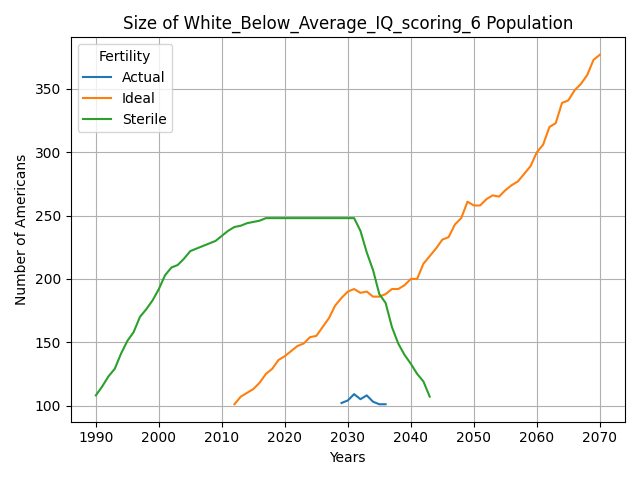 Size of White_Below_Average_IQ_scoring_6 Population
Fertility
Actual
Ideal
Sterile
Number of Americans
350
300
250
200
150
100
1990 2000 2010 2020 2030 2040 2050 2060 2070
Years